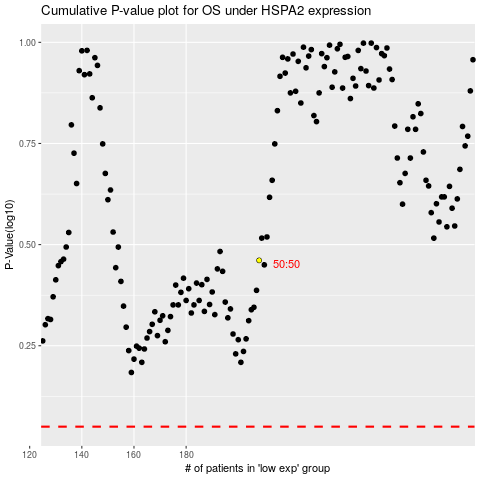 Cumulative P-value plot for OS under HSPA2 expression
P-Value(log10)
1.00
0.75
0.50
0.25
50:50
120 140 160 180
# of patients in 'low exp' group